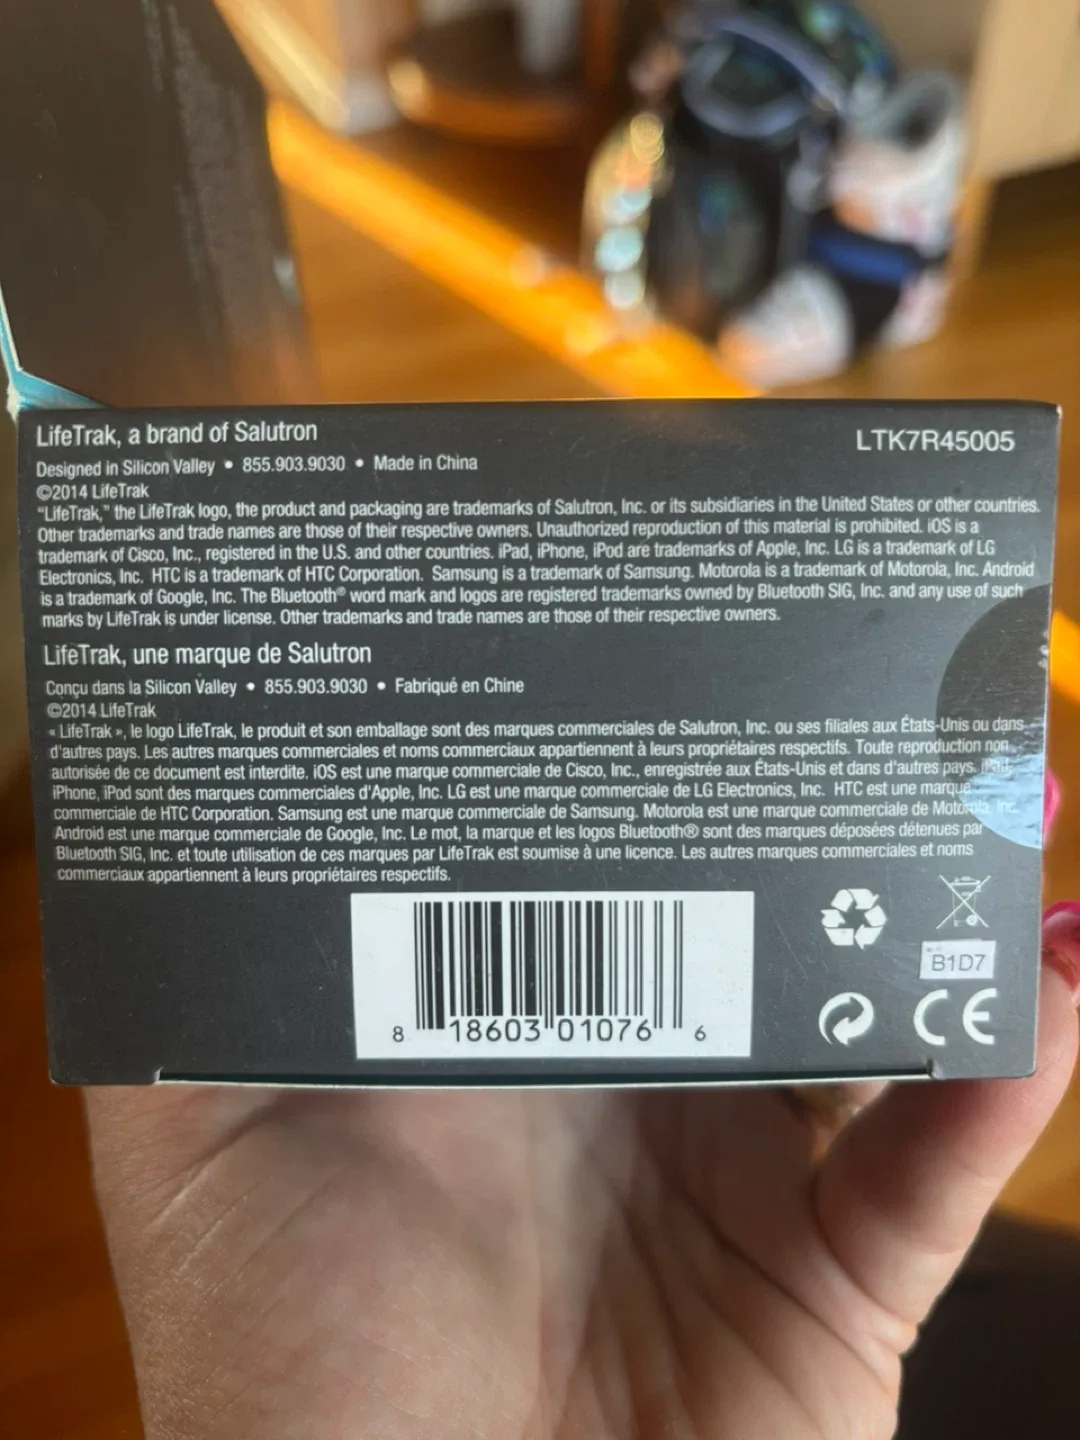 LifeTrak, a brand of Salutron
LTK7R45005
Designed in Silicon Valley • 855.903.9030 • Made in China
©2014 LifeTrak
“LifeTrak,” the LifeTrak logo, the product and packaging are trademarks of Salutron, Inc. or its subsidiaries in the United States or other countries.
Other trademarks and trade names are those of their respective owners. Unauthorized reproduction of this material is prohibited. iOS is a
trademark of Cisco, Inc., registered in the U.S. and other countries. iPad, iPhone, iPod are trademarks of Apple, Inc. LG is a trademark of LG
Electronics, Inc. HTC is a trademark of HTC Corporation. Samsung is a trademark of Samsung. Motorola is a trademark of Motorola, Inc. Android
is a trademark of Google, Inc. The Bluetooth® word mark and logos are registered trademarks owned by Bluetooth SIG, Inc. and any use of such
marks by LifeTrak is under license. Other trademarks and trade names are those of their respective owners.
LifeTrak, une marque de Salutron
Conçu dans la Silicon Valley • 855.903.9030 • Fabriqué en Chine
©2014 LifeTrak
« LifeTrak », le logo LifeTrak, le produit et son emballage sont des marques commerciales de Salutron, Inc. ou ses filiales aux États-Unis ou dans
d'autres pays. Les autres marques commerciales et noms commerciaux appartiennent à leurs propriétaires respectifs. Toute reproduction non
autorisée de ce document est interdite. iOS est une marque commerciale de Cisco, Inc., enregistrée aux États-Unis et dans d'autres pays. iPad,
iPhone, iPod sont des marques commerciales d'Apple, Inc. LG est une marque commerciale de LG Electronics, Inc. HTC est une marque
commerciale de HTC Corporation. Samsung est une marque commerciale de Samsung. Motorola est une marque commerciale de Motorola, Inc.
Android est une marque commerciale de Google, Inc. Le mot, la marque et les logos Bluetooth® sont des marques déposées détenues par
Bluetooth SIG, Inc. et toute utilisation de ces marques par LifeTrak est soumise à une licence. Les autres marques commerciales et noms
commerciaux appartiennent à leurs propriétaires respectifs.
B1D7
CE
8 18603 01076 6